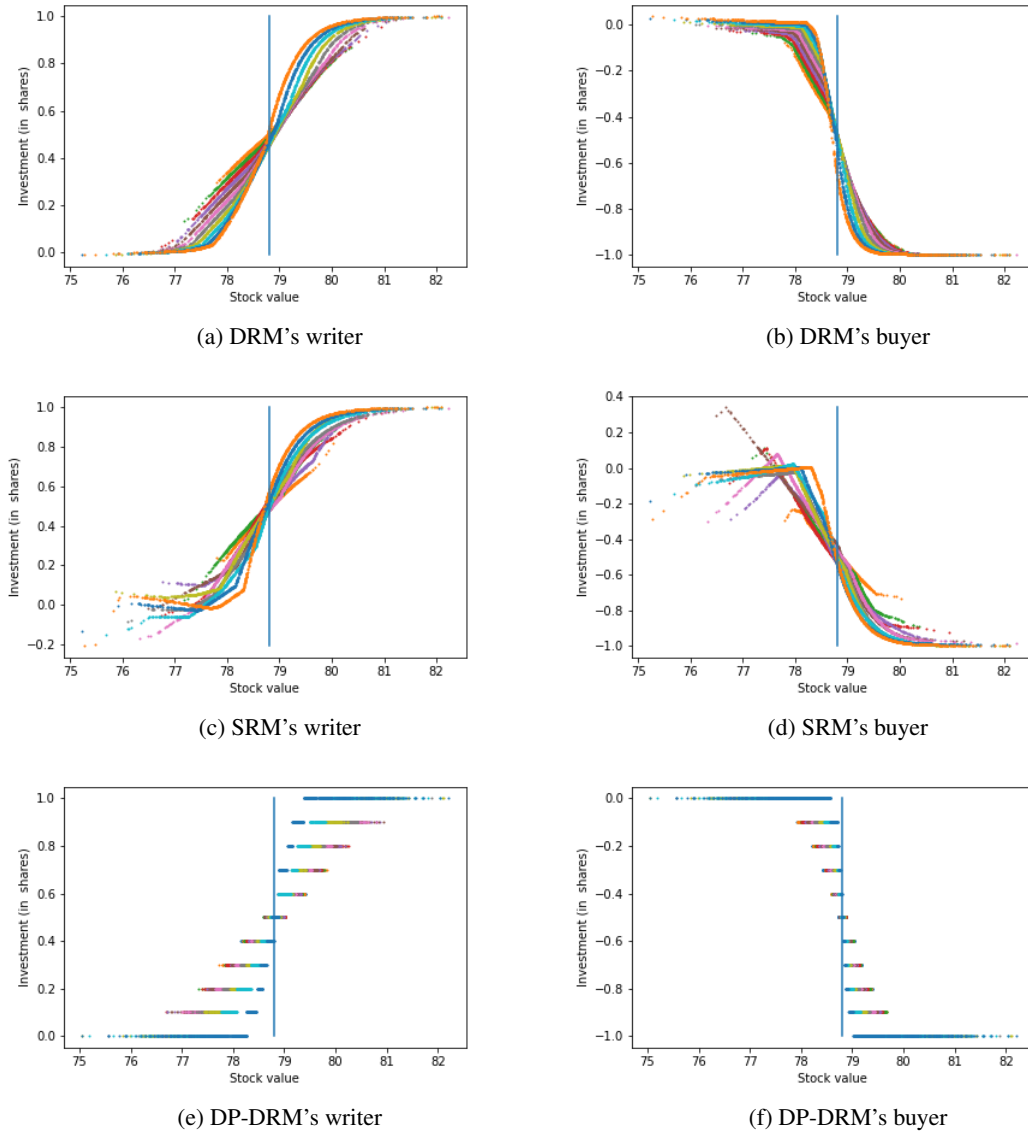 1.0
0.8
0.6
0.4
0.2
0.0
Investment (in shares)
75 76 77 78 79 80 81 82
Stock value
(a) DRM's writer
0.0
−0.2
−0.4
−0.6
−0.8
−1.0
Investment (in shares)
75 76 77 78 79 80 81 82
Stock value
(b) DRM's buyer
1.0
0.8
0.6
0.4
0.2
0.0
−0.2
Investment (in shares)
75 76 77 78 79 80 81 82
Stock value
(c) SRM's writer
0.4
0.2
0.0
−0.2
−0.4
−0.6
−0.8
−1.0
Investment (in shares)
75 76 77 78 79 80 81 82
Stock value
(d) SRM's buyer
1.0
0.8
0.6
0.4
0.2
0.0
Investment (in shares)
75 76 77 78 79 80 81 82
Stock value
(e) DP-DRM's writer
0.0
−0.2
−0.4
−0.6
−0.8
−1.0
Investment (in shares)
75 76 77 78 79 80 81 82
Stock value
(f) DP-DRM's buyer